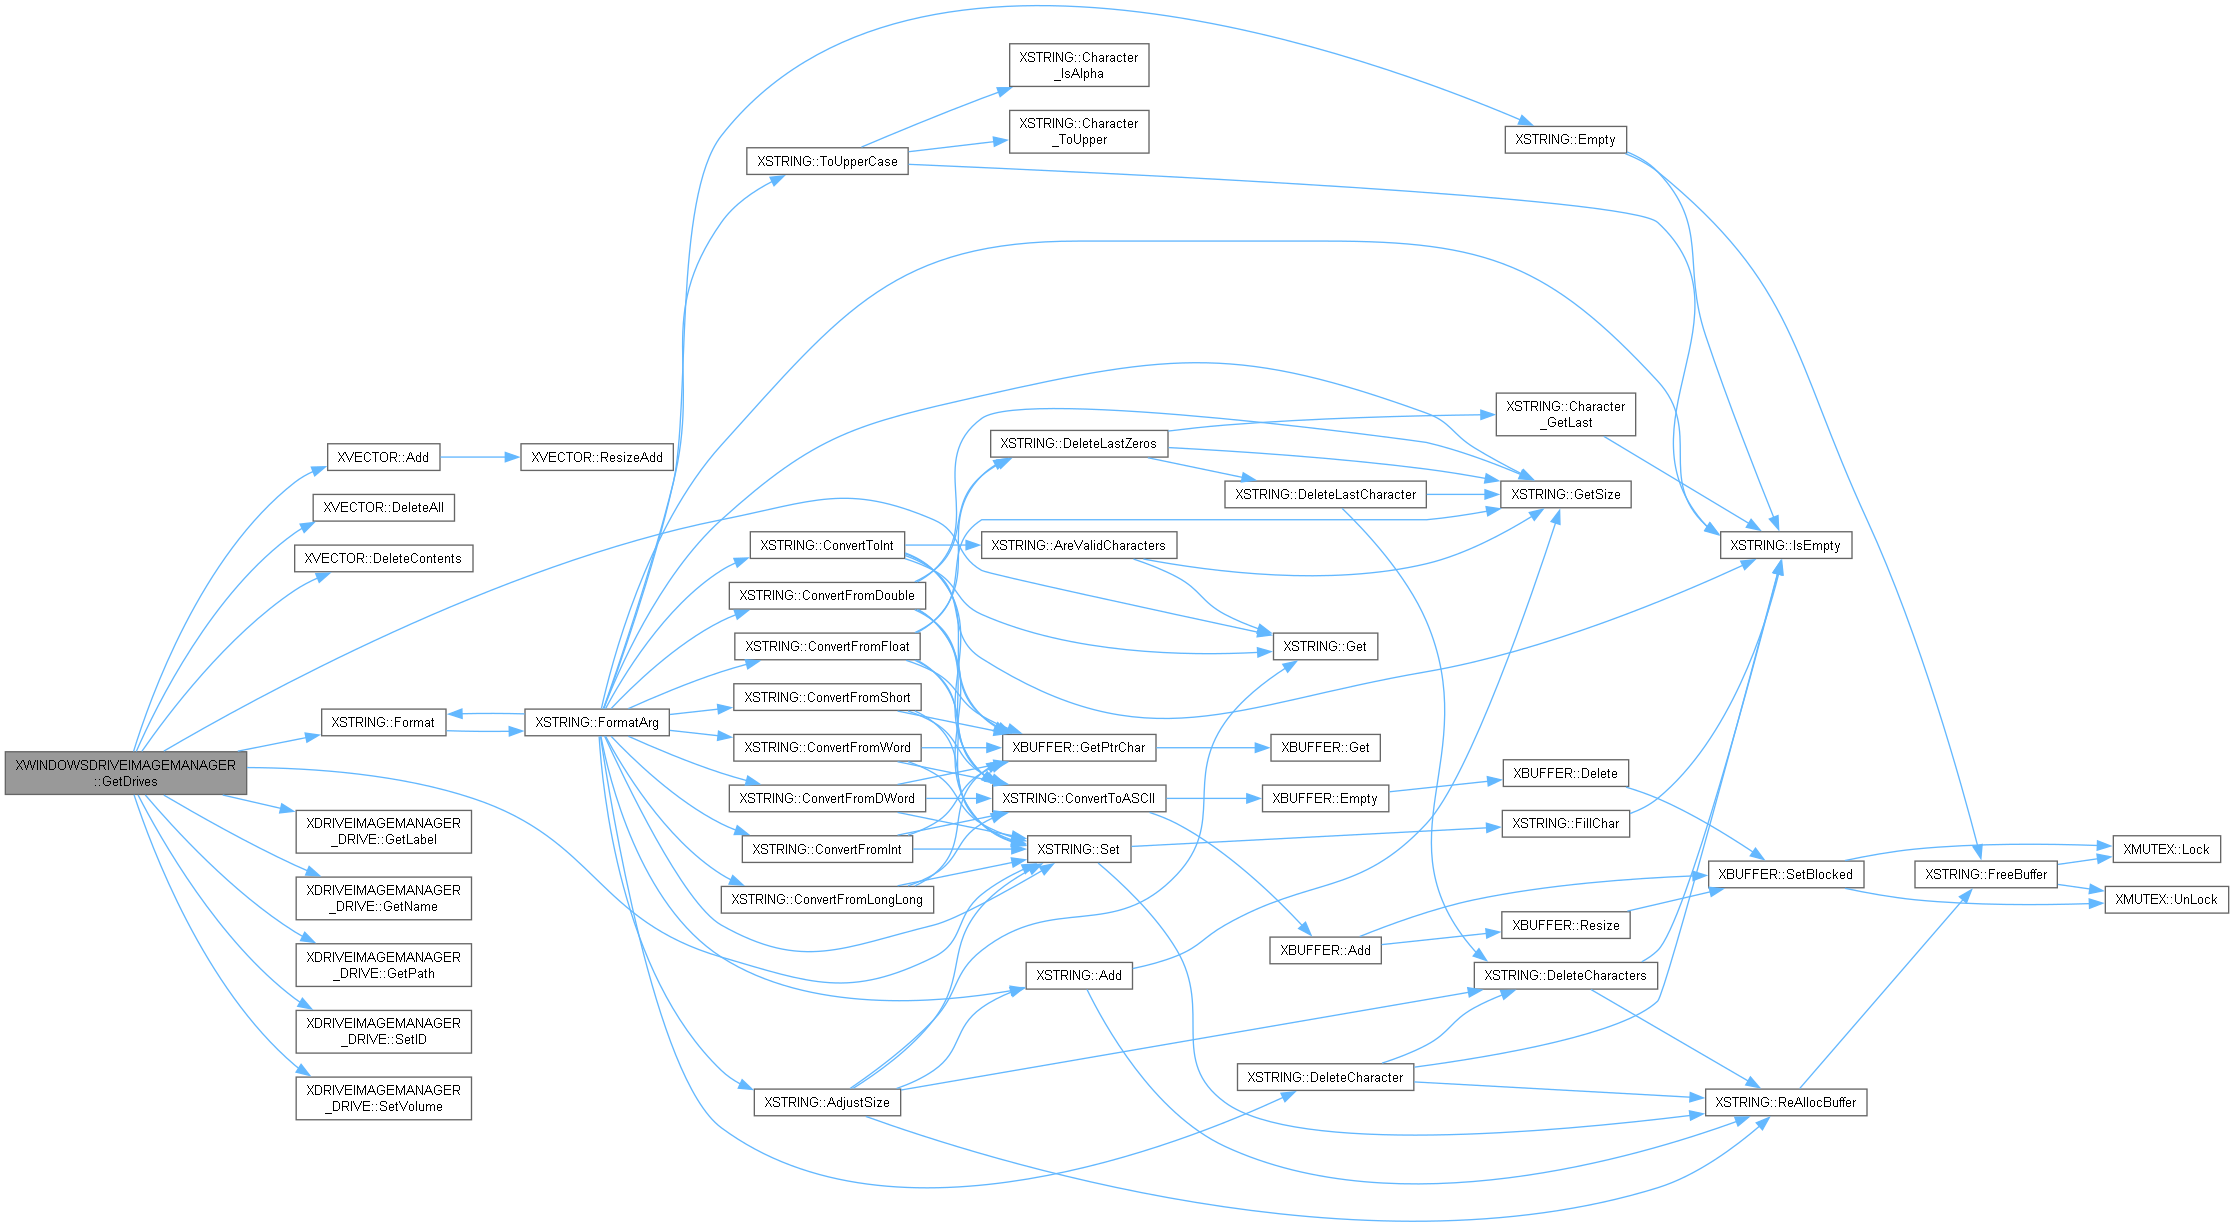 XWINDOWSDRIVEIMAGEMANAGER
::GetDrives
XVECTOR::Add
XVECTOR::DeleteAll
XVECTOR::DeleteContents
XSTRING::Format
XDRIVEIMAGEMANAGER
_DRIVE::GetLabel
XDRIVEIMAGEMANAGER
_DRIVE::GetName
XDRIVEIMAGEMANAGER
_DRIVE::GetPath
XDRIVEIMAGEMANAGER
_DRIVE::SetID
XDRIVEIMAGEMANAGER
_DRIVE::SetVolume
XVECTOR::ResizeAdd
XSTRING::FormatArg
XSTRING::ToUpperCase
XSTRING::ConvertToInt
XSTRING::ConvertFromDouble
XSTRING::ConvertFromFloat
XSTRING::ConvertFromShort
XSTRING::ConvertFromWord
XSTRING::ConvertFromDWord
XSTRING::ConvertFromInt
XSTRING::ConvertFromLongLong
XSTRING::AdjustSize
XSTRING::Character
_IsAlpha
XSTRING::Character
_ToUpper
XSTRING::DeleteLastZeros
XSTRING::AreValidCharacters
XBUFFER::GetPtrChar
XSTRING::ConvertToASCII
XSTRING::Set
XSTRING::Add
XSTRING::DeleteLastCharacter
XSTRING::Get
XBUFFER::Get
XBUFFER::Empty
XBUFFER::Add
XSTRING::DeleteCharacter
XSTRING::Empty
XSTRING::Character
_GetLast
XSTRING::GetSize
XBUFFER::Delete
XSTRING::FillChar
XBUFFER::Resize
XSTRING::DeleteCharacters
XSTRING::IsEmpty
XBUFFER::SetBlocked
XSTRING::ReAllocBuffer
XSTRING::FreeBuffer
XMUTEX::Lock
XMUTEX::UnLock